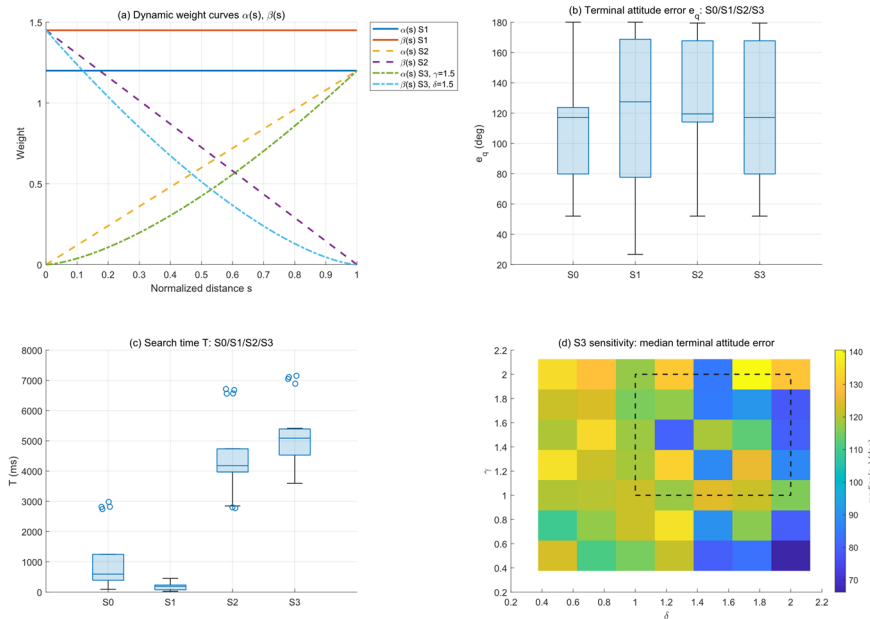 (a) Dynamic weight curves α(s), β(s)
1.5
1
0.5
0
Weight
0 0.1 0.2 0.3 0.4 0.5 0.6 0.7 0.8 0.9 1
Normalized distance s
α(s) S1
β(s) S1
α(s) S2
β(s) S2
α(s) S3, γ=1.5
β(s) S3, δ=1.5
(b) Terminal attitude error e_q: S0/S1/S2/S3
180
160
140
120
100
80
60
40
20
e_q (deg)
S0 S1 S2 S3
(c) Search time T: S0/S1/S2/S3
8000
7000
6000
5000
4000
3000
2000
1000
0
T (ms)
S0 S1 S2 S3
(d) S3 sensitivity: median terminal attitude error
2.2
2
1.8
1.6
1.4
1.2
1
0.8
0.6
0.4
0.2
γ
0.2 0.4 0.6 0.8 1 1.2 1.4 1.6 1.8 2 2.2
δ
140
130
120
110
100
90
80
70